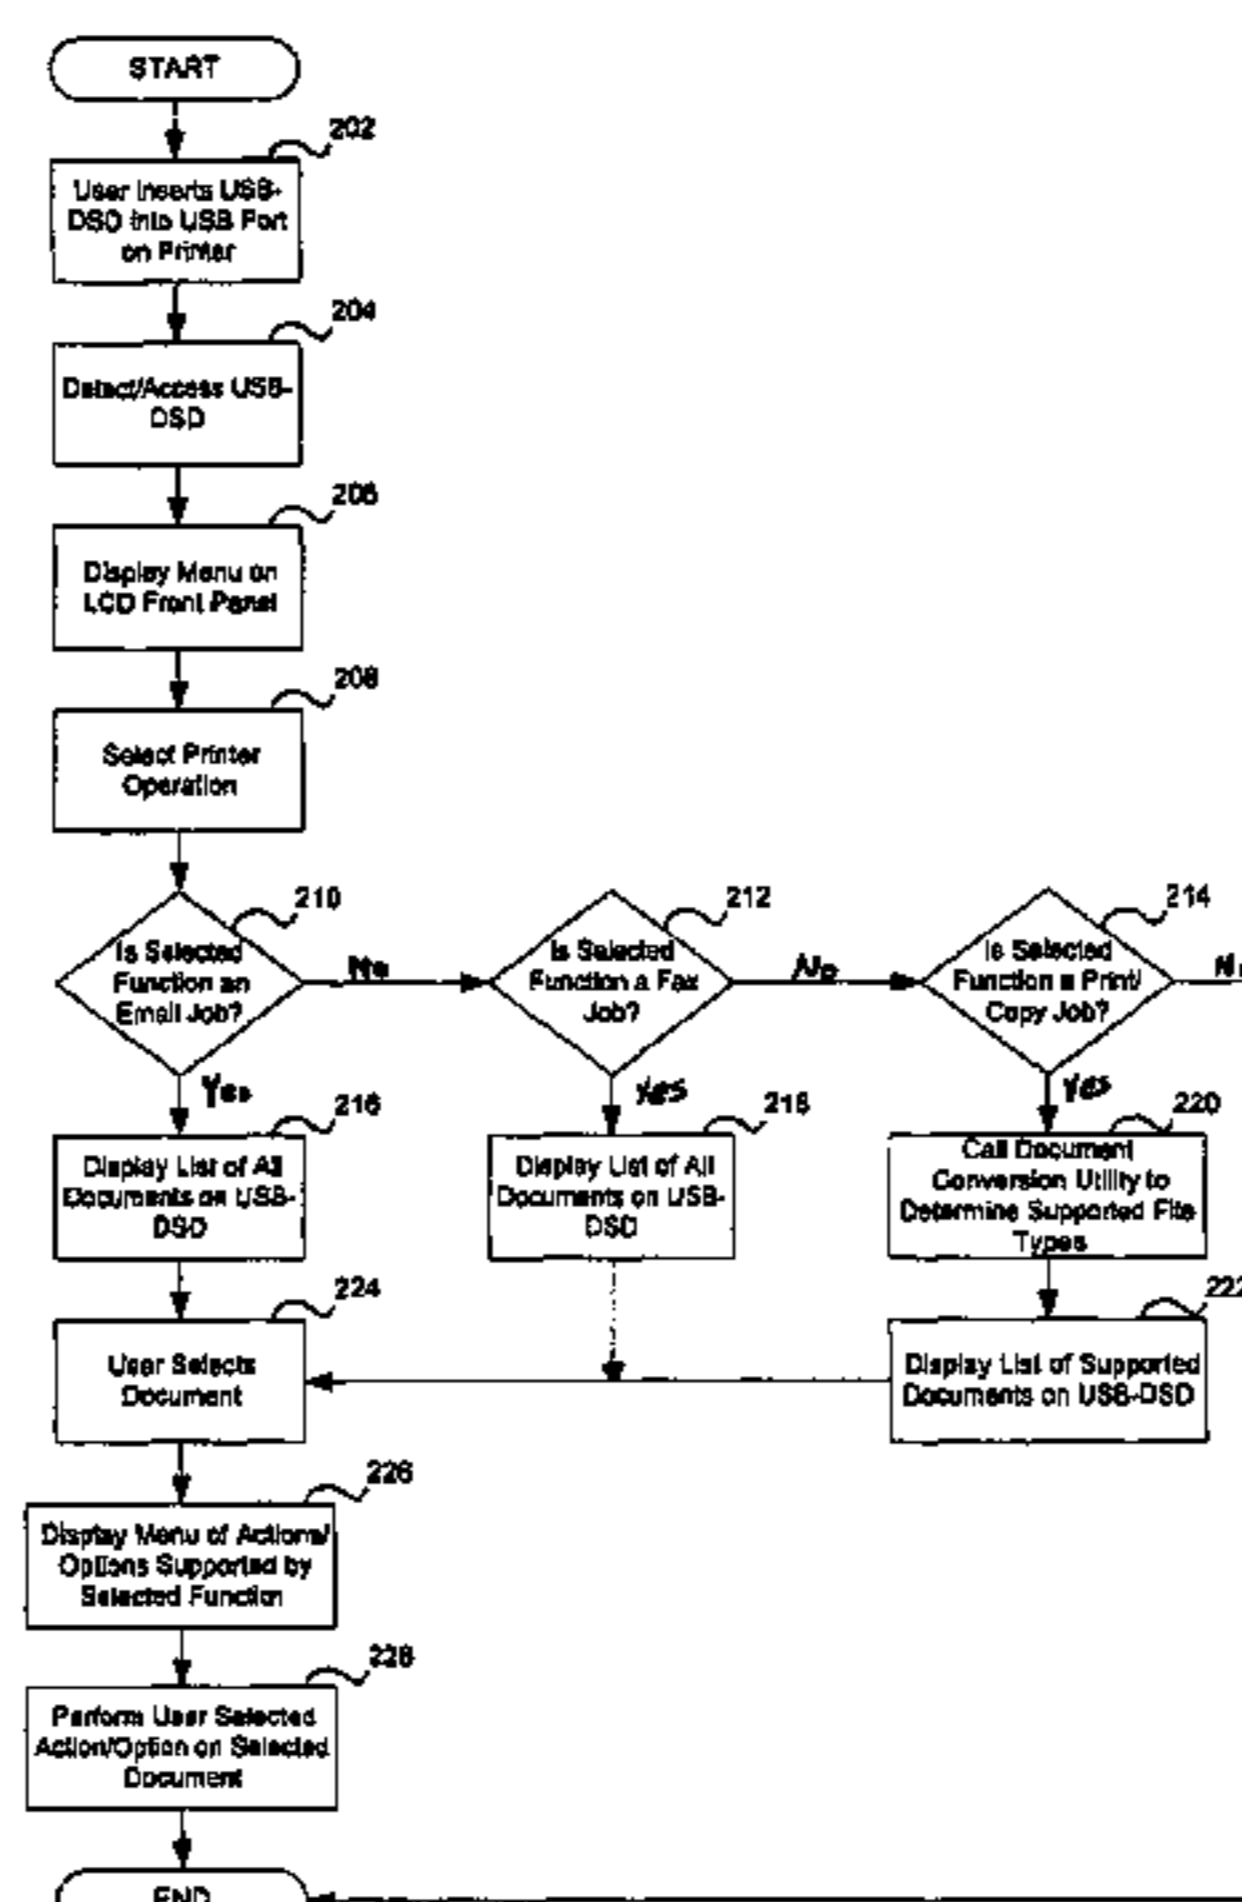 START
202
User Inserts USB-
DSD into USB Port
on Printer
204
Detect/Access USB-
DSD
206
Display Menu on
LCD Front Panel
208
Select Printer
Operation
210
Is Selected
Function an
Email Job?
No
212
Is Selected
Function a Fax
Job?
No
214
Is Selected
Function a Print/
Copy Job?
Yes
216
Display List of All
Documents on USB-
DSD
Yes
218
Display List of All
Documents on USB-
DSD
Yes
220
Call Document
Conversion Utility to
Determine Supported File
Types
224
User Selects
Document
222
Display List of Supported
Documents on USB-DSD
226
Display Menu of Actions/
Options Supported by
Selected Function
228
Perform User Selected
Action/Option on Selected
Document
END